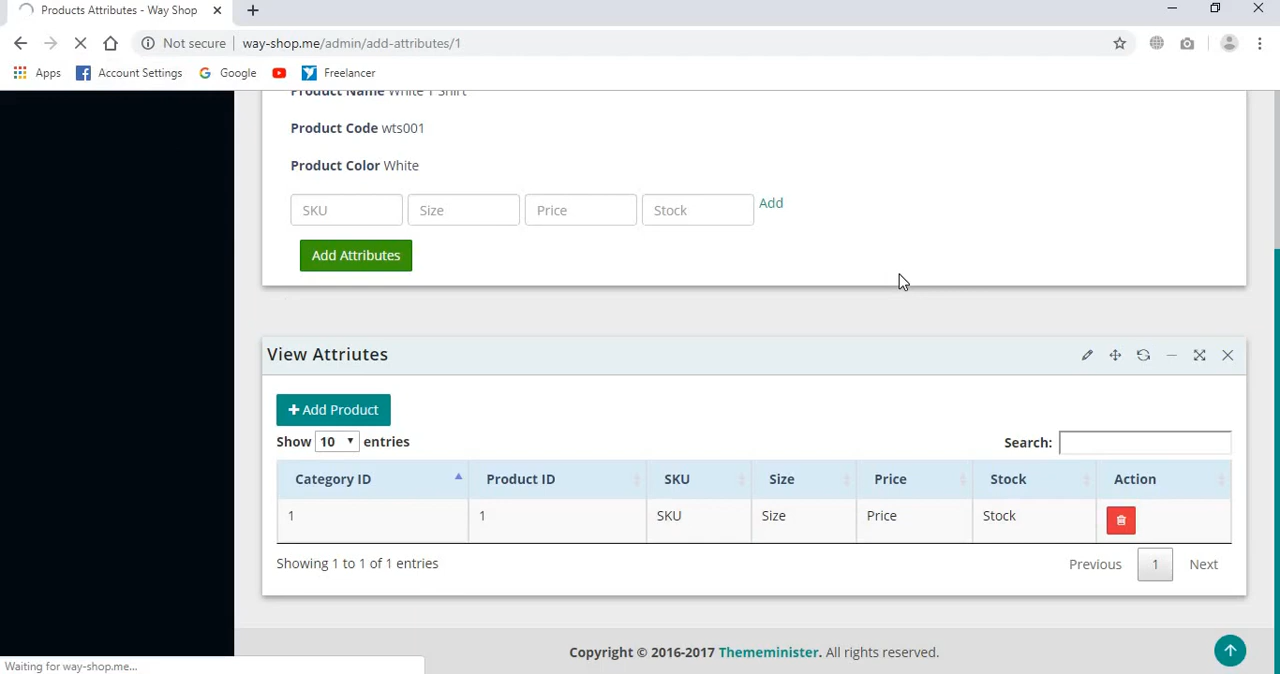 Products Attributes - Way Shop
Not secure way-shop.me/admin/add-attributes/1
Apps Account Settings Google Freelancer
Product Name White T Shirt
Product Code wts001
Product Color White
SKU Size Price Stock Add
Add Attributes
View Attriutes
Add Product
Show 10 entries Search:
Category ID Product ID SKU Size Price Stock Action
1 1 SKU Size Price Stock
Showing 1 to 1 of 1 entries Previous 1 Next
Copyright © 2016-2017 Thememinister. All rights reserved.
Waiting for way-shop.me...